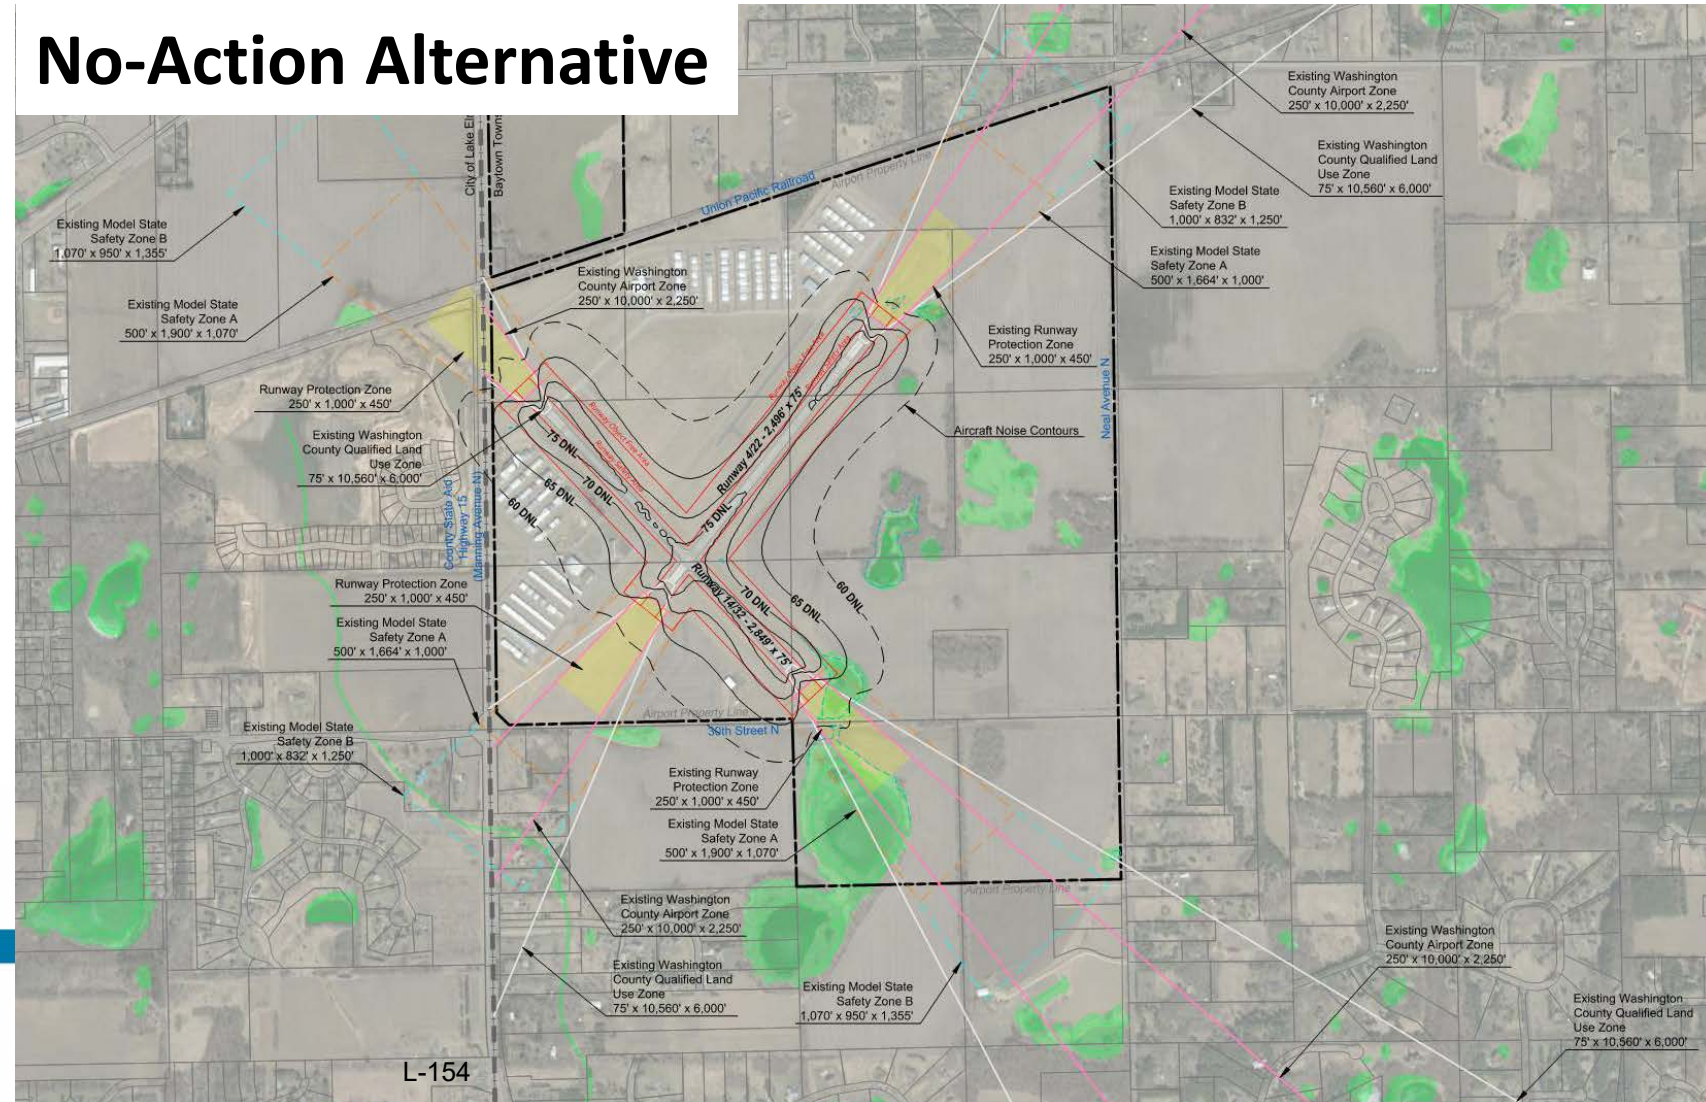 No-Action Alternative
Existing Washington
County Airport Zone
250' x 10,000' x 2,250'
Existing Washington
County Qualified Land
Use Zone
75' x 10,560' x 6,000'
Existing Model State
Safety Zone B
1,000' x 832' x 1,250'
Existing Model State
Safety Zone A
500' x 1,664' x 1,000'
City of Lake
Baytown
Union Pacific Railroad
Airport Property Line
Existing Model State
Safety Zone B
1,070' x 950' x 1,355'
Existing Model State
Safety Zone A
500' x 1,900' x 1,070'
Existing Washington
County Airport Zone
250' x 10,000' x 2,250'
Existing Runway
Protection Zone
250' x 1,000' x 450'
Runway Protection Zone
250' x 1,000' x 450'
Existing Washington
County Qualified Land
Use Zone
75' x 10,560' x 6,000'
Aircraft Noise Contours
Neal Avenue N
Runway Object Free Area
Runway Object Free Area
Runway 4/22 - 2,496' x 75'
75 DNL
70 DNL
65 DNL
60 DNL
75 DNL
County State Aid
Highway 15
(Manning Avenue N)
Runway 14/32 - 2,849' x 75'
70 DNL
65 DNL
60 DNL
Runway Protection Zone
250' x 1,000' x 450'
Existing Model State
Safety Zone A
500' x 1,664' x 1,000'
Airport Property Line
30th Street N
Existing Model State
Safety Zone B
1,000' x 832' x 1,250'
Existing Runway
Protection Zone
250' x 1,000' x 450'
Existing Model State
Safety Zone A
500' x 1,900' x 1,070'
Airport Property Line
Existing Washington
County Airport Zone
250' x 10,000' x 2,250'
Existing Washington
County Qualified Land
Use Zone
75' x 10,560' x 6,000'
Existing Model State
Safety Zone B
1,070' x 950' x 1,355'
Existing Washington
County Airport Zone
250' x 10,000' x 2,250'
Existing Washington
County Qualified Land
Use Zone
75' x 10,560' x 6,000'
L-154